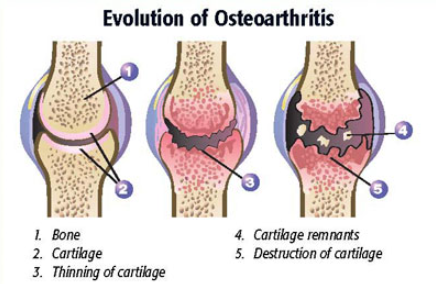 Evolution of Osteoarthritis
1
2
3
4
5
1. Bone
2. Cartilage
3. Thinning of cartilage
4. Cartilage remnants
5. Destruction of cartilage